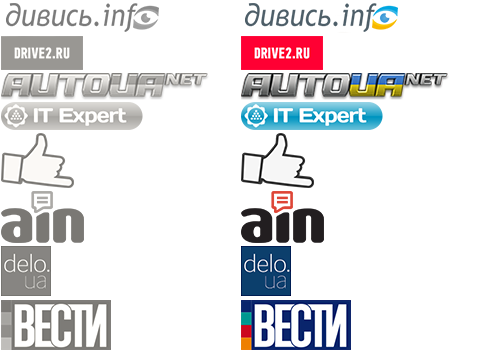 дивись.info дивись.info
DRIVE2.RU DRIVE2.RU
AUTOUA.NET AUTOUA.NET
IT Expert IT Expert
ain ain
delo. delo.
ua ua
ВЕСТИ ВЕСТИ